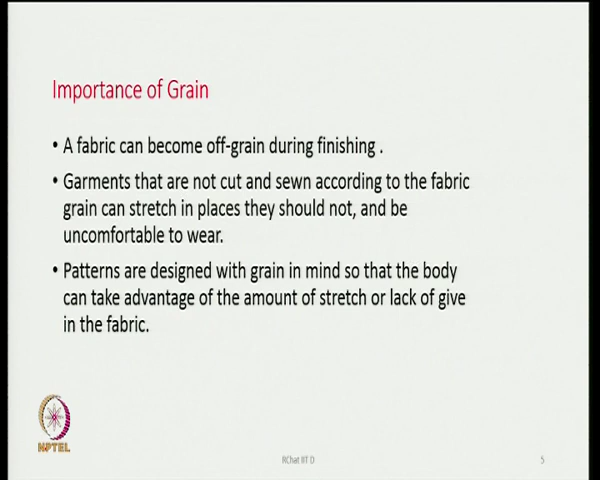 Importance of Grain
• A fabric can become off-grain during finishing .
• Garments that are not cut and sewn according to the fabric
grain can stretch in places they should not, and be
uncomfortable to wear.
• Patterns are designed with grain in mind so that the body
can take advantage of the amount of stretch or lack of give
in the fabric.
NPTEL
RChat IIT D
5